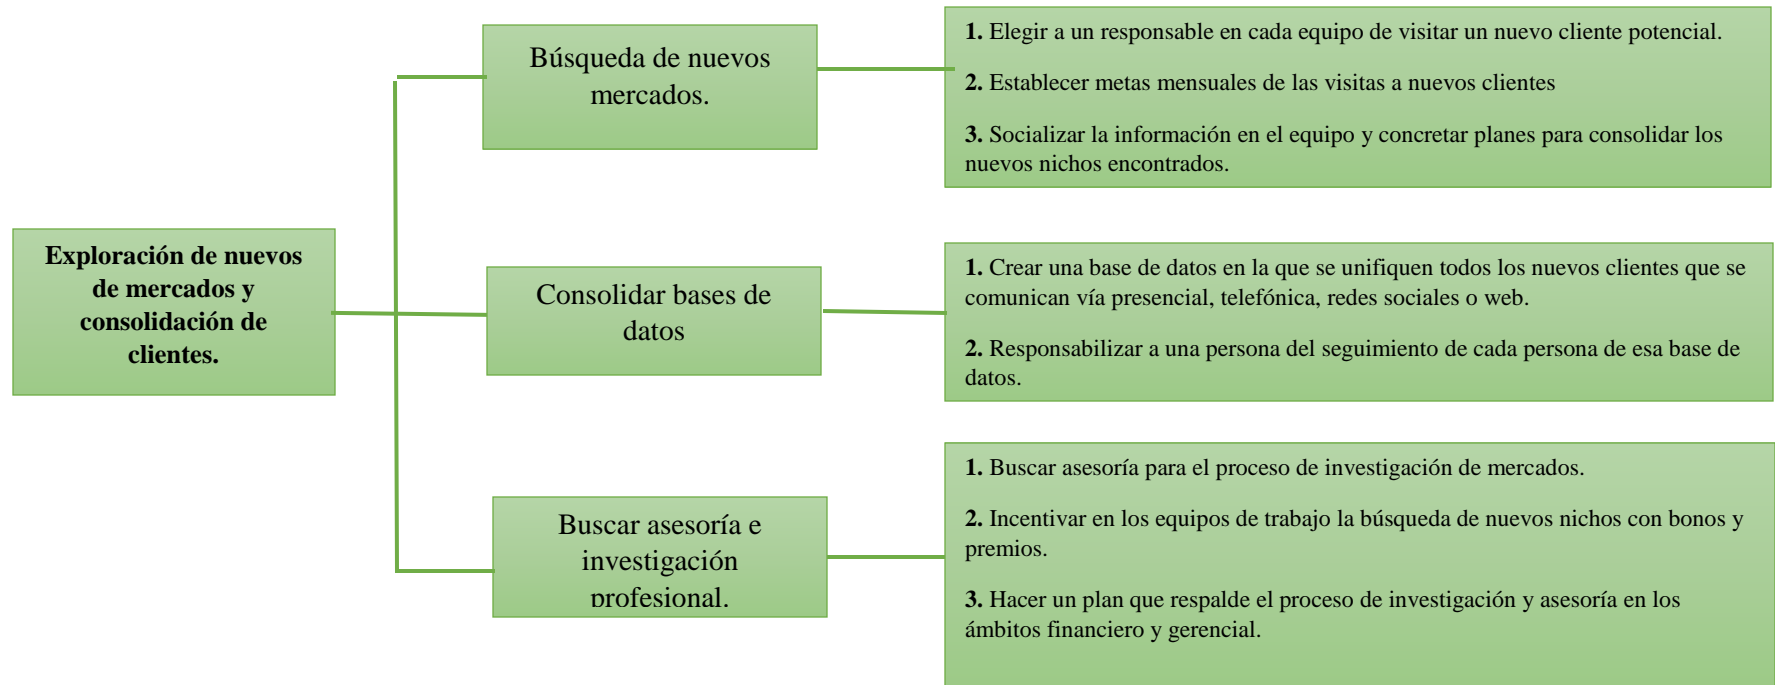 Exploración de nuevos
de mercados y
consolidación de
clientes.
Búsqueda de nuevos
mercados.
1. Elegir a un responsable en cada equipo de visitar un nuevo cliente potencial.
2. Establecer metas mensuales de las visitas a nuevos clientes
3. Socializar la información en el equipo y concretar planes para consolidar los
nuevos nichos encontrados.
Consolidar bases de
datos
1. Crear una base de datos en la que se unifiquen todos los nuevos clientes que se
comunican vía presencial, telefónica, redes sociales o web.
2. Responsabilizar a una persona del seguimiento de cada persona de esa base de
datos.
Buscar asesoría e
investigación
profesional.
1. Buscar asesoría para el proceso de investigación de mercados.
2. Incentivar en los equipos de trabajo la búsqueda de nuevos nichos con bonos y
premios.
3. Hacer un plan que respalde el proceso de investigación y asesoría en los
ámbitos financiero y gerencial.